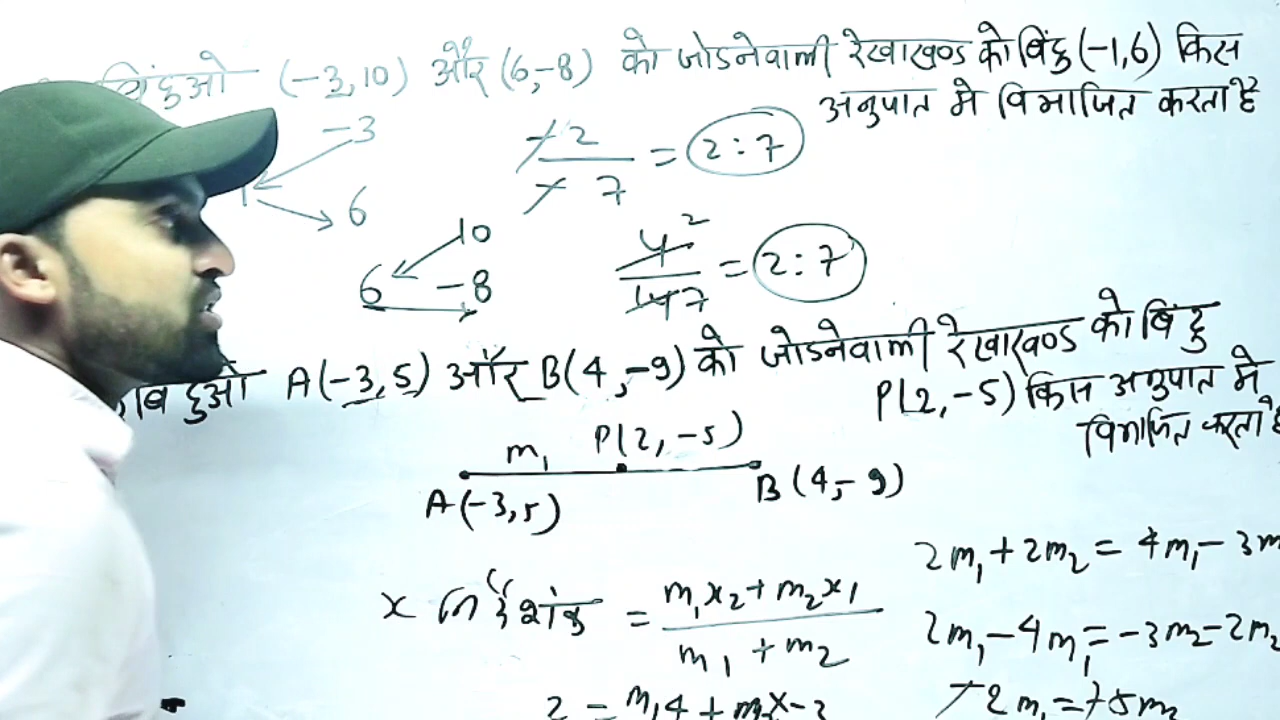 बिंदुओ (-3,10) और (6,-8) को जोडनेवाली रेखाखण्ड को बिंदु (-1,6) किस
अनुपात मे विभाजित करता है
-3
6
-2/-7 = 2:7
10
6 -8
4 2/14 7 = 2:7
बिदुओ A(-3,5) और B(4,-9) को जोडनेवाली रेखाखण्ड को बिंदु
P(2,-5) किस अनुपात मे
विभाजित करता है
m₁ P(2,-5)
A(-3,5) B(4,-9)
2m₁+2m₂=4m₁-3m
x निर्देशांक = m₁x₂+m₂x₁/m₁+m₂
2m₁-4m₁=-3m₂-2m₂
-2m₁=-5m₂